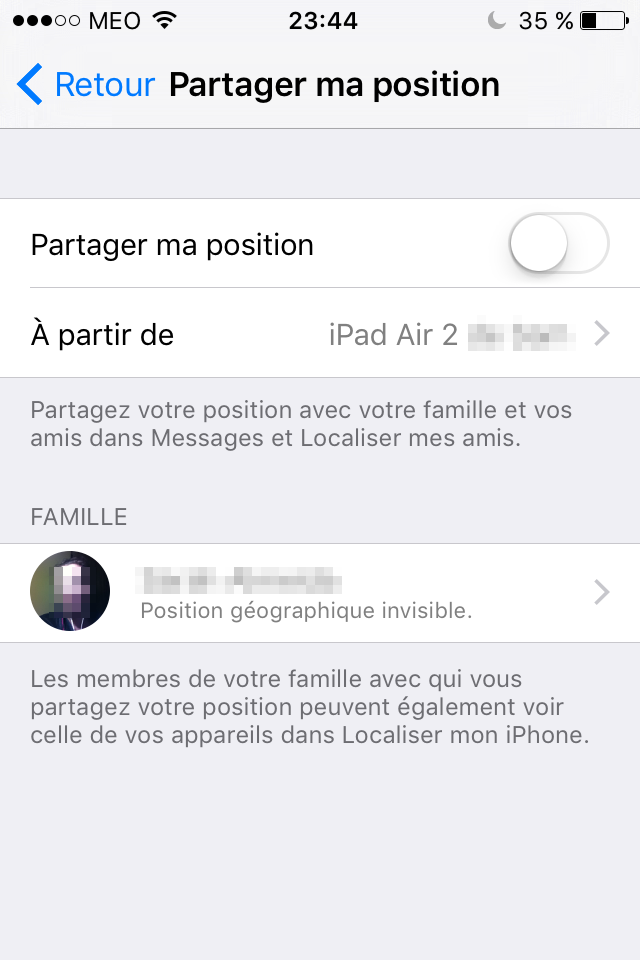 MEO 23:44 35 %
Retour Partager ma position
Partager ma position
À partir de iPad Air 2
Partagez votre position avec votre famille et vos
amis dans Messages et Localiser mes amis.
FAMILLE
Position géographique invisible.
Les membres de votre famille avec qui vous
partagez votre position peuvent également voir
celle de vos appareils dans Localiser mon iPhone.